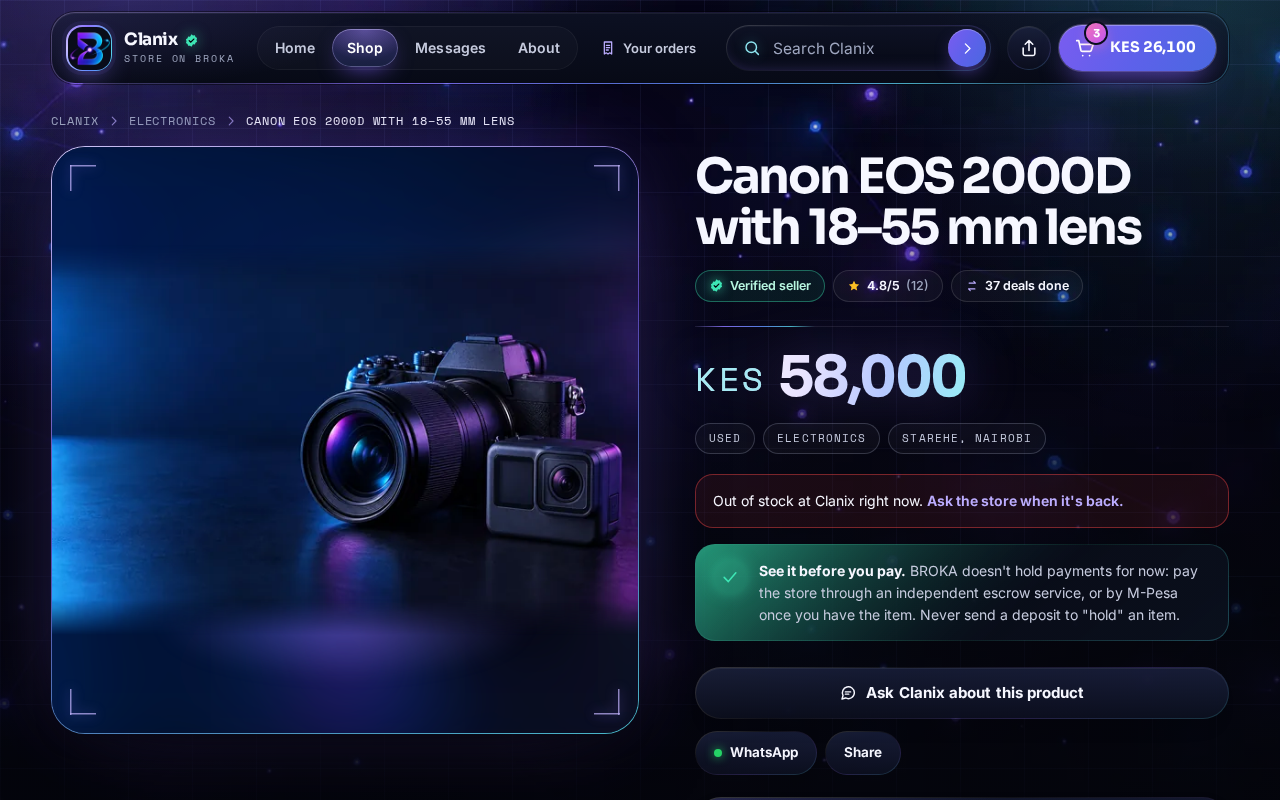 Clanix
STORE ON BROKA
Home
Shop
Messages
About
Your orders
Search Clanix
3
KES 26,100
CLANIX > ELECTRONICS > CANON EOS 2000D WITH 18–55 MM LENS
Canon EOS 2000D
with 18–55 mm lens
Verified seller
4.8/5 (12)
37 deals done
KES 58,000
USED
ELECTRONICS
STAREHE, NAIROBI
Out of stock at Clanix right now. Ask the store when it's back.
See it before you pay. BROKA doesn't hold payments for now: pay
the store through an independent escrow service, or by M-Pesa
once you have the item. Never send a deposit to "hold" an item.
Ask Clanix about this product
WhatsApp
Share